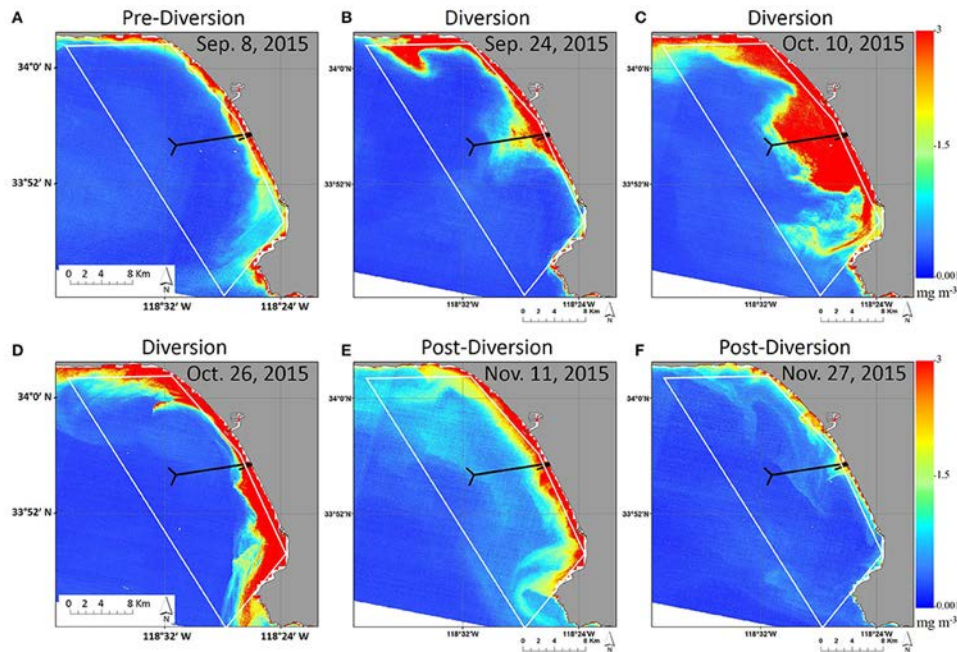 A
Pre-Diversion
B
Diversion
C
Diversion
Sep. 8, 2015
Sep. 24, 2015
Oct. 10, 2015
34°0' N
33°52' N
0 2 4 8 Km
N
118°32' W
118°24' W
34°0'N
33°52'N
118°32'W
118°24'W
0 2 4 8 Km
N
34°0'N
33°52'N
118°32'W
118°24'W
0 2 4 8 Km
N
3
1.5
0.001
mg m-3
D
Diversion
E
Post-Diversion
F
Post-Diversion
Oct. 26, 2015
Nov. 11, 2015
Nov. 27, 2015
34°0' N
33°52' N
0 2 4 8 Km
N
118°32' W
118°24' W
34°0'N
33°52'N
118°32'W
118°24'W
0 2 4 8 Km
N
34°0'N
33°52'N
118°32'W
118°24'W
0 2 4 8 Km
N
3
1.5
0.001
mg m-3